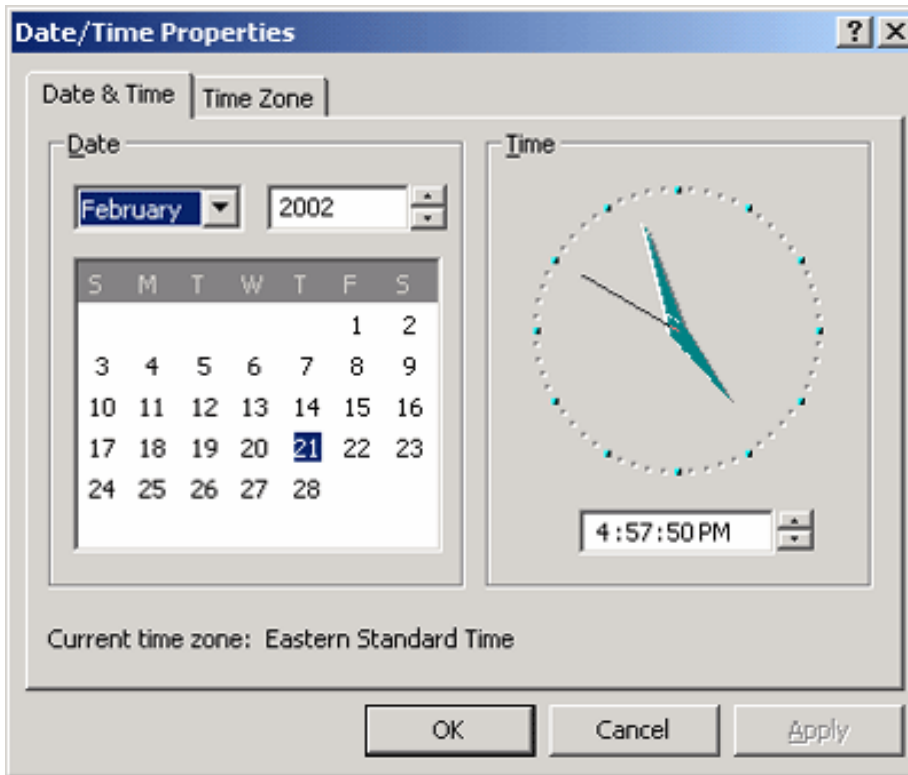 Date/Time Properties
Date & Time Time Zone
Date
Time
February 2002
S M T W T F S
1 2
3 4 5 6 7 8 9
10 11 12 13 14 15 16
17 18 19 20 21 22 23
24 25 26 27 28
4:57:50 PM
Current time zone: Eastern Standard Time
OK Cancel Apply